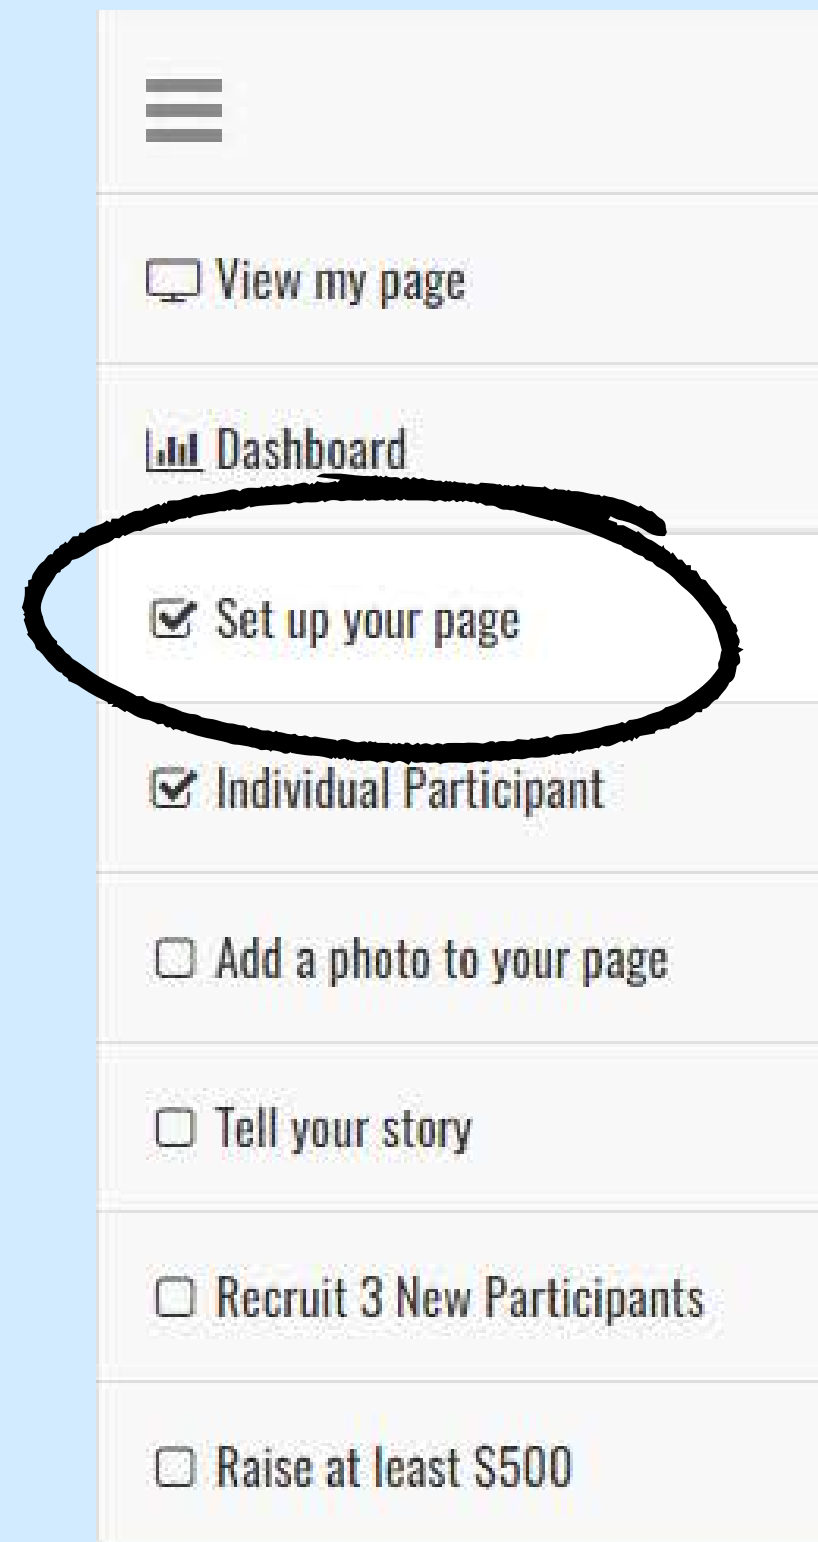 View my page
Dashboard
Set up your page
Individual Participant
Add a photo to your page
Tell your story
Recruit 3 New Participants
Raise at least $500